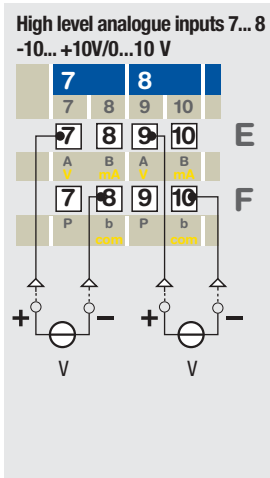 High level analogue inputs 7... 8
-10... +10V/0...10 V
7 8
7 8 9 10
7 8 9 10 E
A B A B
V mA V mA
7 8 9 10 F
P b P b
com com
+ − + −
V V